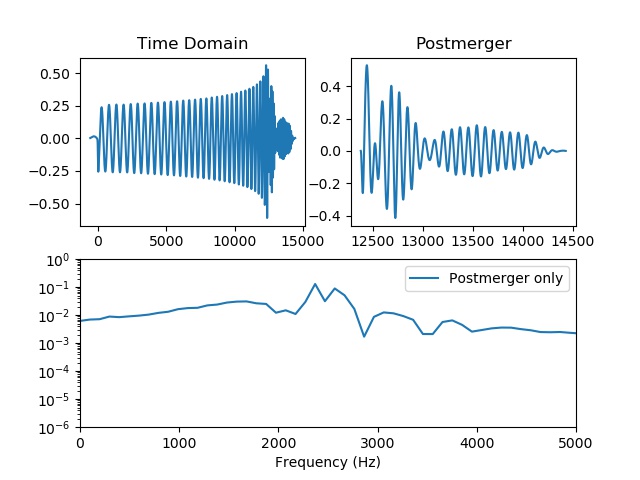 Time Domain
Postmerger
0.50
0.25
0.00
−0.25
−0.50
0 5000 10000 15000
0.4
0.2
0.0
−0.2
−0.4
12500 13000 13500 14000 14500
10^0
10^-1
10^-2
10^-3
10^-4
10^-5
10^-6
Postmerger only
0 1000 2000 3000 4000 5000
Frequency (Hz)